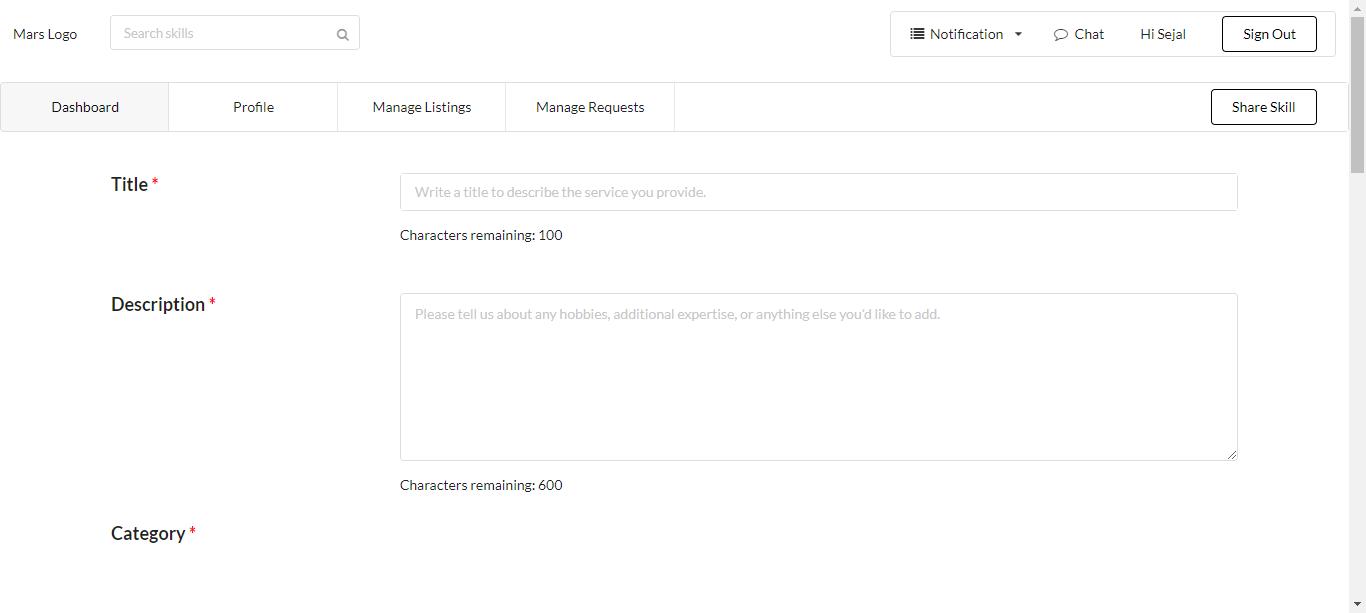 Mars Logo Search skills Notification Chat Hi Sejal Sign Out
Dashboard Profile Manage Listings Manage Requests Share Skill
Title * Write a title to describe the service you provide.
Characters remaining: 100
Description * Please tell us about any hobbies, additional expertise, or anything else you'd like to add.
Characters remaining: 600
Category *